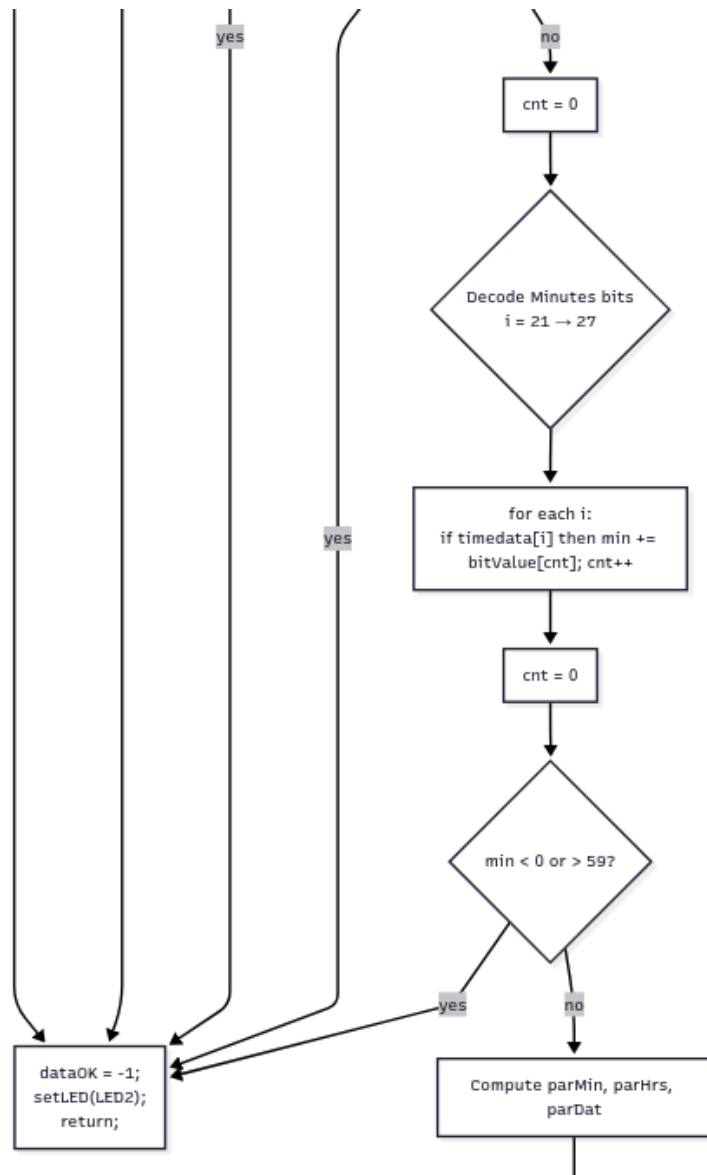 yes
no
cnt = 0
Decode Minutes bits
i = 21 → 27
for each i:
if timedata[i] then min +=
bitValue[cnt]; cnt++
yes
cnt = 0
min < 0 or > 59?
yes
no
dataOK = -1;
setLED(LED2);
return;
Compute parMin, parHrs,
parDat